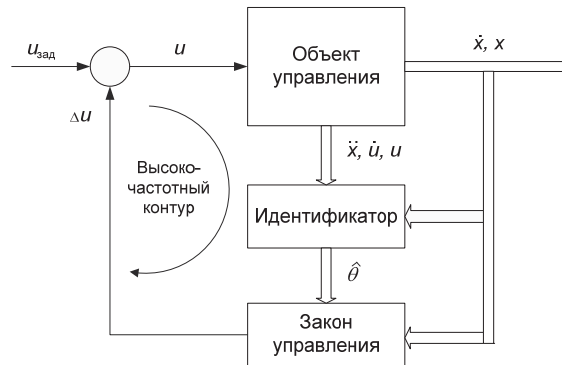 u_зад
u
Объект
управления
ẋ, x
Δu
ẍ, u̇, u
Высоко-
частотный
контур
Идентификатор
θ̂
Закон
управления